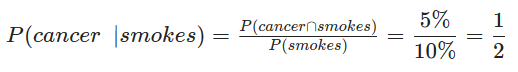 P(cancer |smokes) = P(cancer∩smokes) / P(smokes) = 5% / 10% = 1 / 2